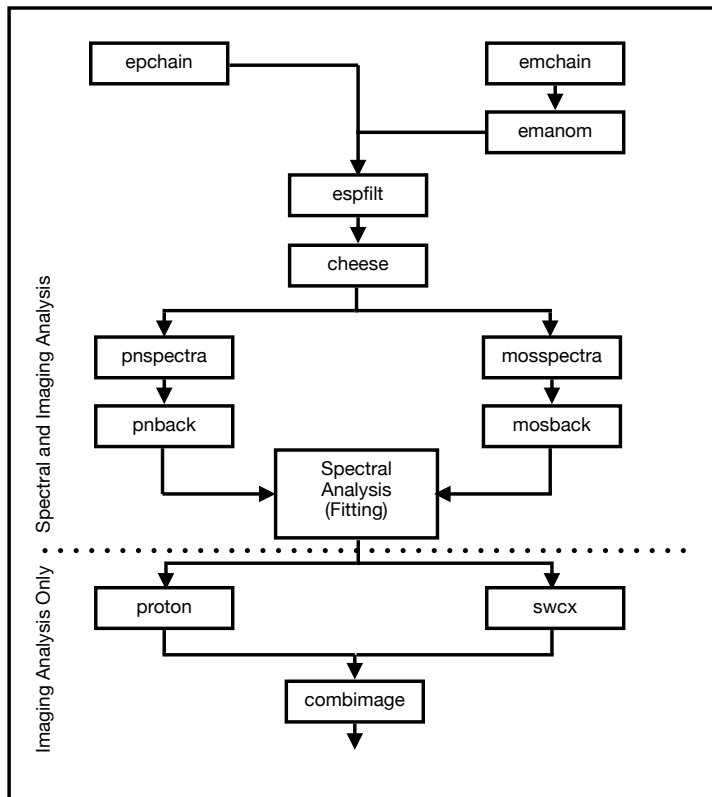 epchain
emchain
emanom
espfilt
cheese
pnspectra
mosspectra
pnback
mosback
Spectral
Analysis
(Fitting)
Spectral and Imaging Analysis
proton
swcx
combimage
Imaging Analysis Only